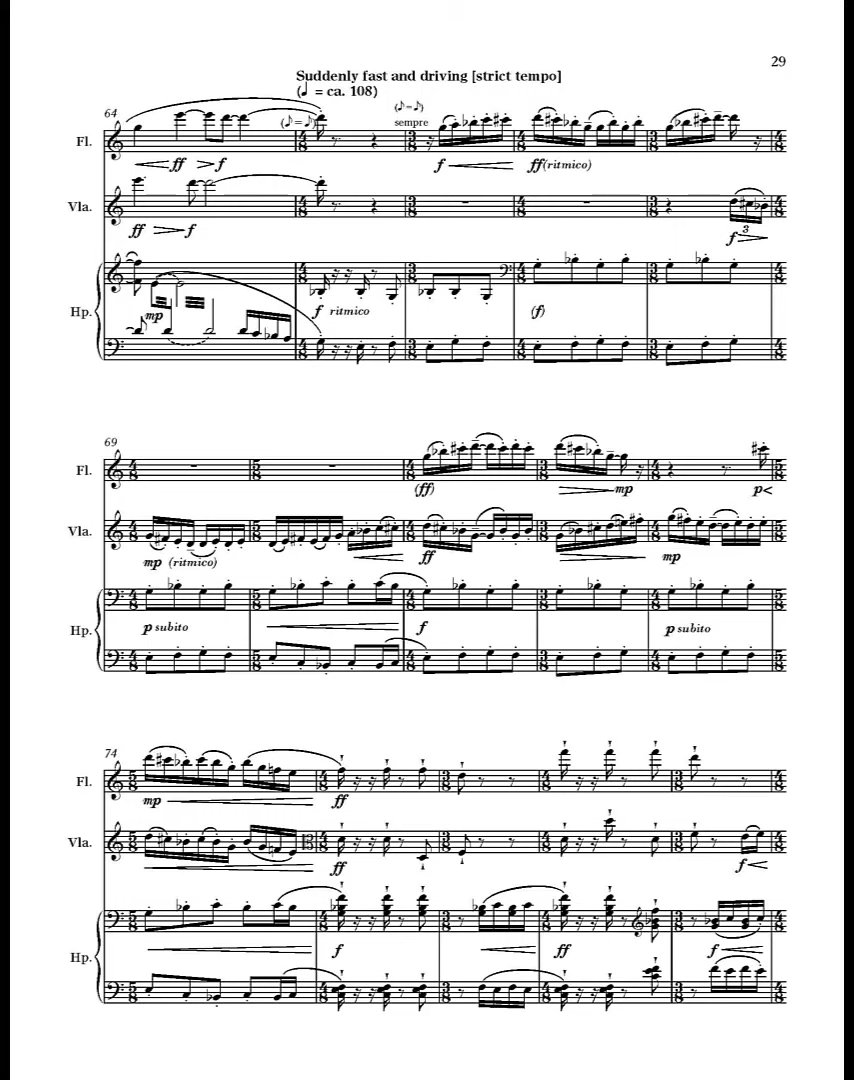 29
Suddenly fast and driving [strict tempo]
(♩ = ca. 108)
64
(♪=♪)
(♪=♪)
sempre
Fl.
ff f f ff (ritmico)
Vla.
ff f 3 f
Hp.
mp f ritmico (f)
69
Fl.
(ff) mp p
Vla.
mp (ritmico) ff mp
Hp.
p subito f p subito
74
Fl.
mp ff
Vla.
ff f
Hp.
f ff f